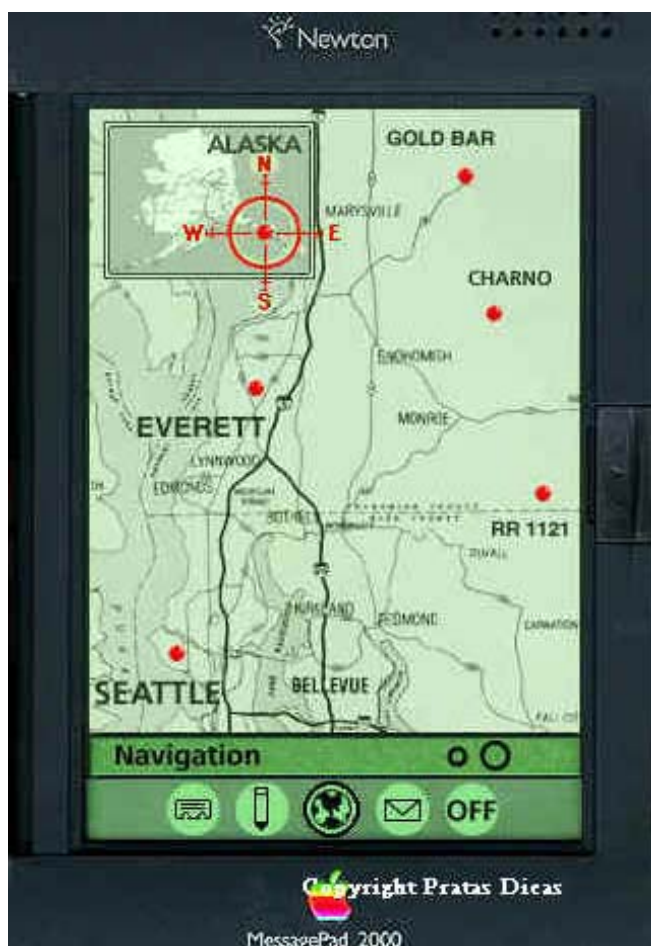 Newton
ALASKA
N
W E
S
GOLD BAR
MARYSVILLE
CHARNO
SNOHOMISH
MONROE
EVERETT
LYNNWOOD
EDMONDS
BOTHELL
RR 1121
DUVALL
KIRKLAND
REDMOND
CARNATION
SEATTLE
BELLEVUE
Navigation
OFF
Copyright Pratas Dicas
MessagePad 2000